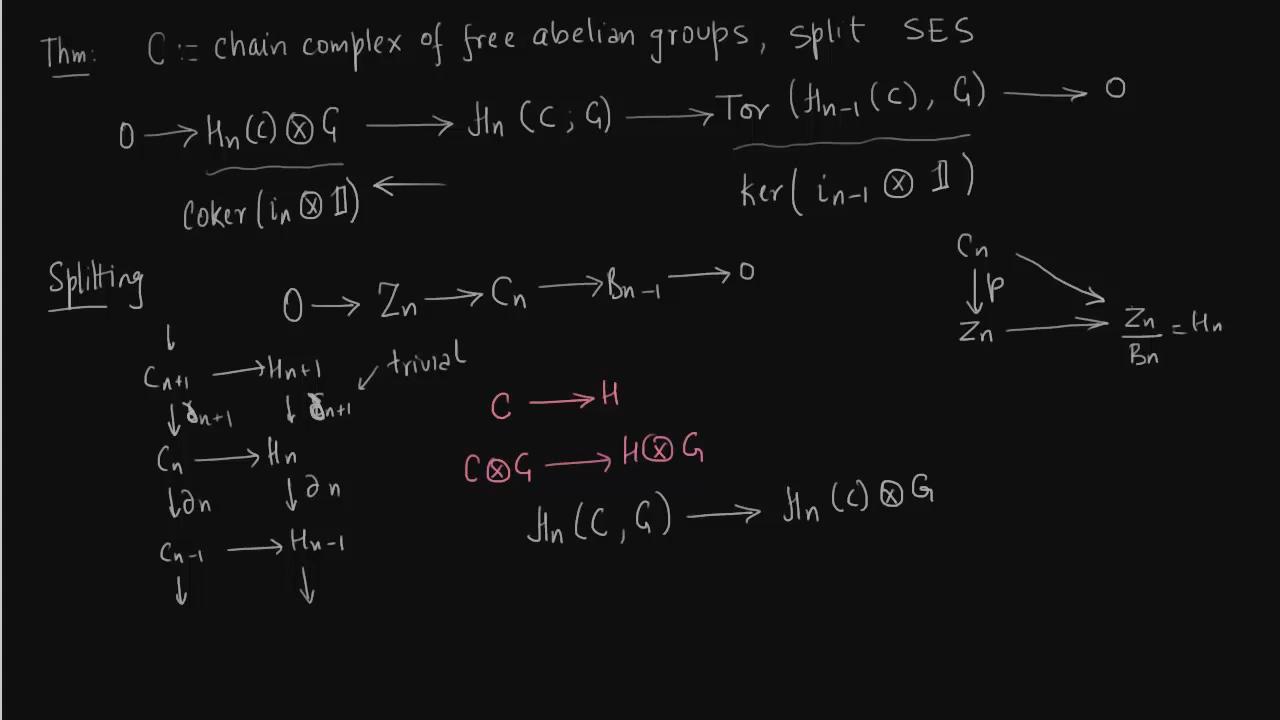 Thm: C := chain complex of free abelian groups, split SES
0 → Hn(C) ⊗ G → Hn(C; G) → Tor(Hn-1(C), G) → 0
Coker(in ⊗ 𝟙) ←
ker(in-1 ⊗ 𝟙)
Splitting
0 → Zn → Cn → Bn-1 → 0
Cn
↓ p
Zn → Zn/Bn = Hn
↓
Cn+1 → Hn+1
trivial
↓ ∂n+1 ↓ ∂n+1
Cn → Hn
↓ ∂n ↓ ∂n
Cn-1 → Hn-1
↓ ↓
C → H
C ⊗ G → H ⊗ G
Hn(C, G) → Hn(C) ⊗ G